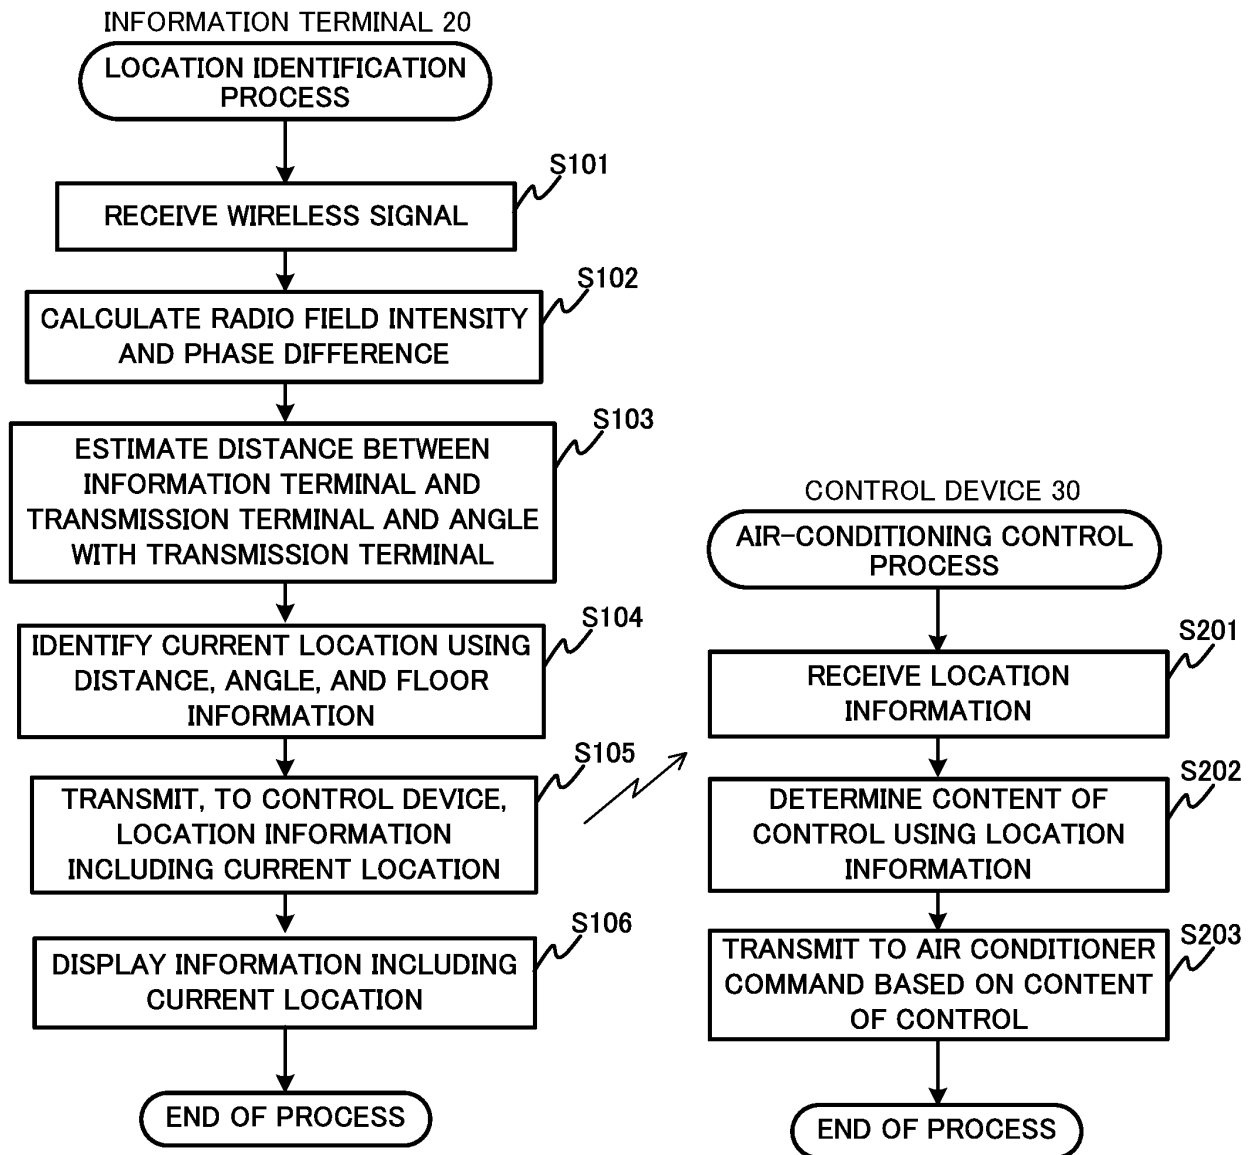 INFORMATION TERMINAL 20
LOCATION IDENTIFICATION
PROCESS
S101
RECEIVE WIRELESS SIGNAL
S102
CALCULATE RADIO FIELD INTENSITY
AND PHASE DIFFERENCE
S103
ESTIMATE DISTANCE BETWEEN
INFORMATION TERMINAL AND
TRANSMISSION TERMINAL AND ANGLE
WITH TRANSMISSION TERMINAL
S104
IDENTIFY CURRENT LOCATION USING
DISTANCE, ANGLE, AND FLOOR
INFORMATION
S105
TRANSMIT, TO CONTROL DEVICE,
LOCATION INFORMATION
INCLUDING CURRENT LOCATION
S106
DISPLAY INFORMATION INCLUDING
CURRENT LOCATION
END OF PROCESS
CONTROL DEVICE 30
AIR-CONDITIONING CONTROL
PROCESS
S201
RECEIVE LOCATION
INFORMATION
S202
DETERMINE CONTENT OF
CONTROL USING LOCATION
INFORMATION
S203
TRANSMIT TO AIR CONDITIONER
COMMAND BASED ON CONTENT
OF CONTROL
END OF PROCESS